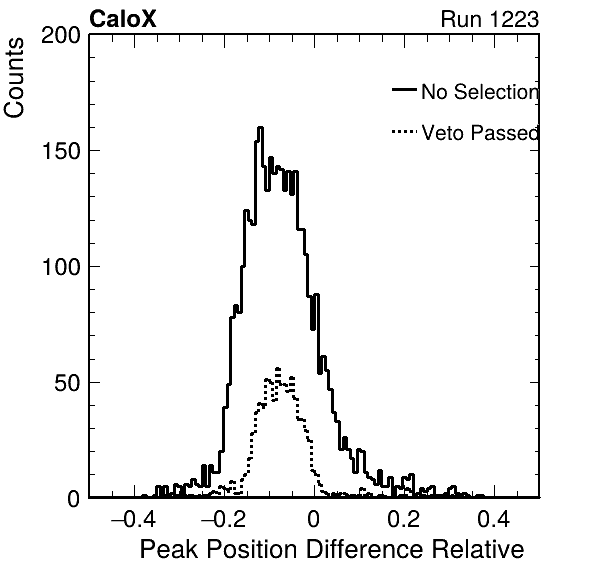 CaloX Run 1223
Counts
200
150
100
50
0
No Selection
Veto Passed
−0.4 −0.2 0 0.2 0.4
Peak Position Difference Relative